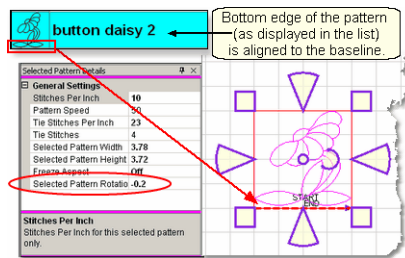 button daisy 2
Bottom edge of the pattern
(as displayed in the list)
is aligned to the baseline.
Selected Pattern Details
General Settings
Stitches Per Inch 10
Pattern Speed 50
Tie Stitches Per Inch 23
Tie Stitches 4
Selected Pattern Width 3.78
Selected Pattern Height 3.72
Freeze Aspect Off
Selected Pattern Rotatio -0.2
Stitches Per Inch
Stitches Per Inch for this selected pattern
only.
START
END